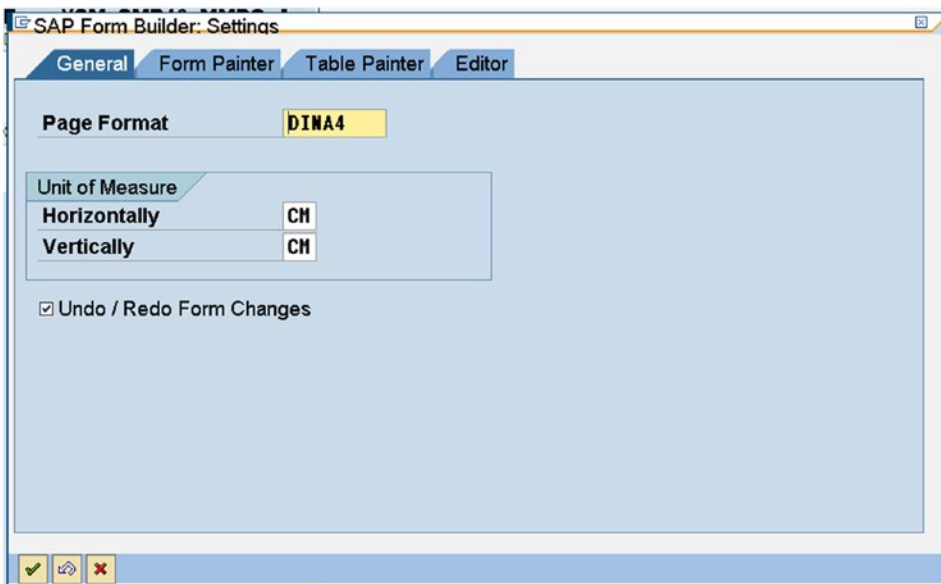 SAP Form Builder: Settings
General Form Painter Table Painter Editor
Page Format DINA4
Unit of Measure
Horizontally CM
Vertically CM
Undo / Redo Form Changes